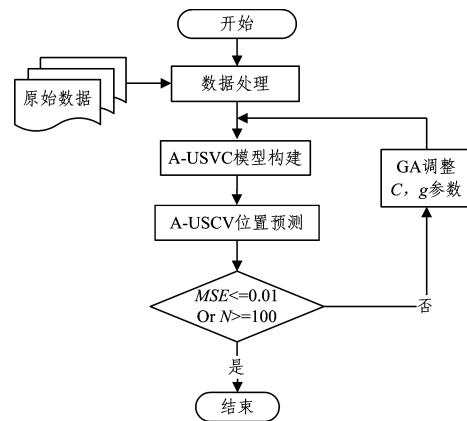 开始
原始数据
数据处理
A-USVC模型构建
GA调整
C，g参数
A-USCV位置预测
MSE<=0.01
Or N>=100
否
是
结束